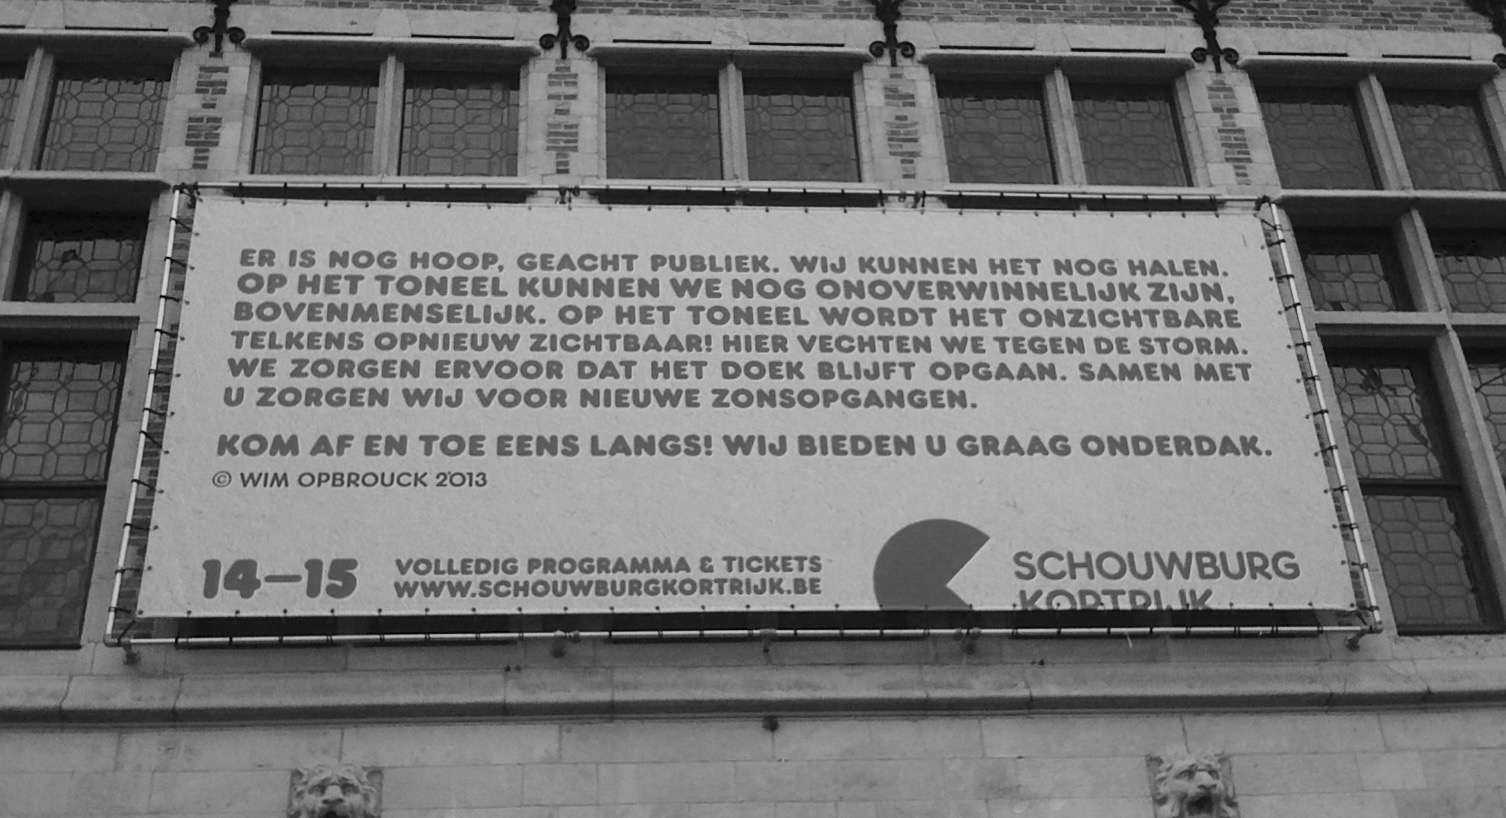 ER IS NOG HOOP, GEACHT PUBLIEK. WIJ KUNNEN HET NOG HALEN.
OP HET TONEEL KUNNEN WE NOG ONOVERWINNELIJK ZIJN,
BOVENMENSELIJK. OP HET TONEEL WORDT HET ONZICHTBARE
TELKENS OPNIEUW ZICHTBAAR! HIER VECHTEN WE TEGEN DE STORM.
WE ZORGEN ERVOOR DAT HET DOEK BLIJFT OPGAAN. SAMEN MET
U ZORGEN WIJ VOOR NIEUWE ZONSOPGANGEN.
KOM AF EN TOE EENS LANGS! WIJ BIEDEN U GRAAG ONDERDAK.
© WIM OPBROUCK 2013
14-15
VOLLEDIG PROGRAMMA & TICKETS
WWW.SCHOUWBURGKORTRIJK.BE
SCHOUWBURG
KORTRIJK